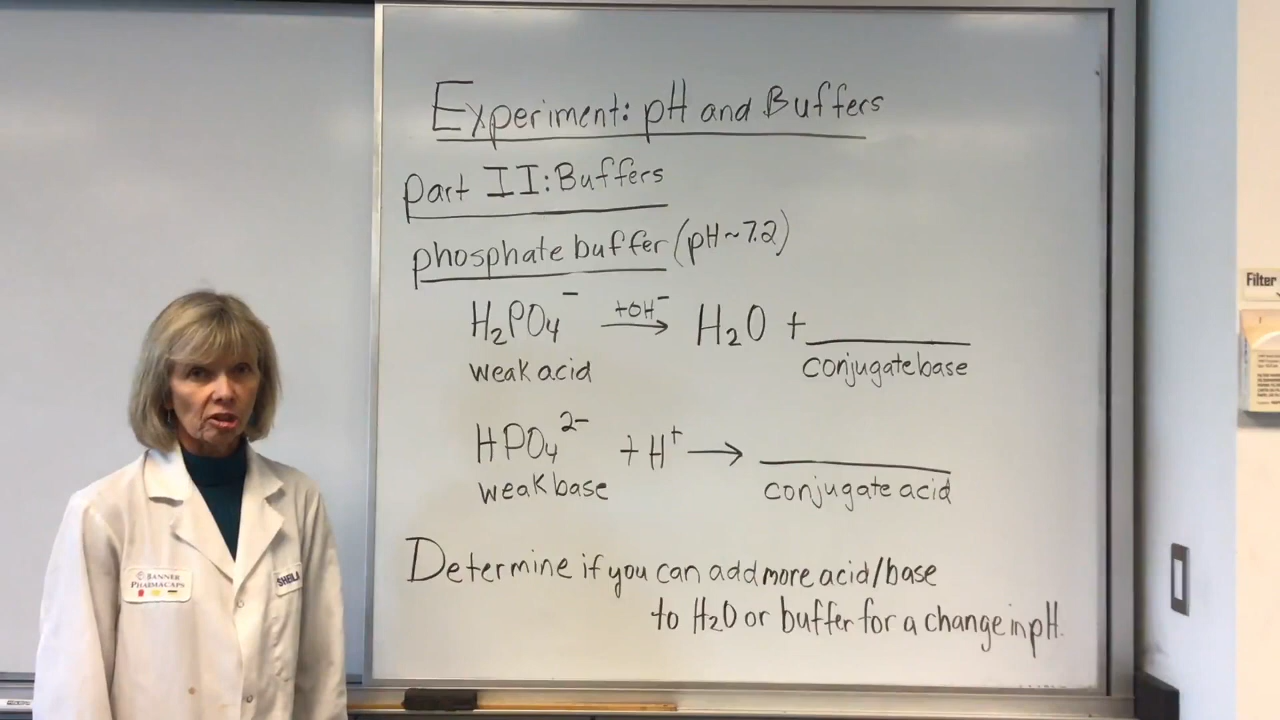 Experiment: pH and Buffers
Part II: Buffers
phosphate buffer (pH ~ 7.2)
H₂PO₄⁻ +OH⁻ → H₂O + ______
weak acid conjugate base
HPO₄²⁻ + H⁺ → ______
weak base conjugate acid
Determine if you can add more acid/base
to H₂O or buffer for a change in pH.
BANNER
PHARMACAPS
SHEILA
Filter